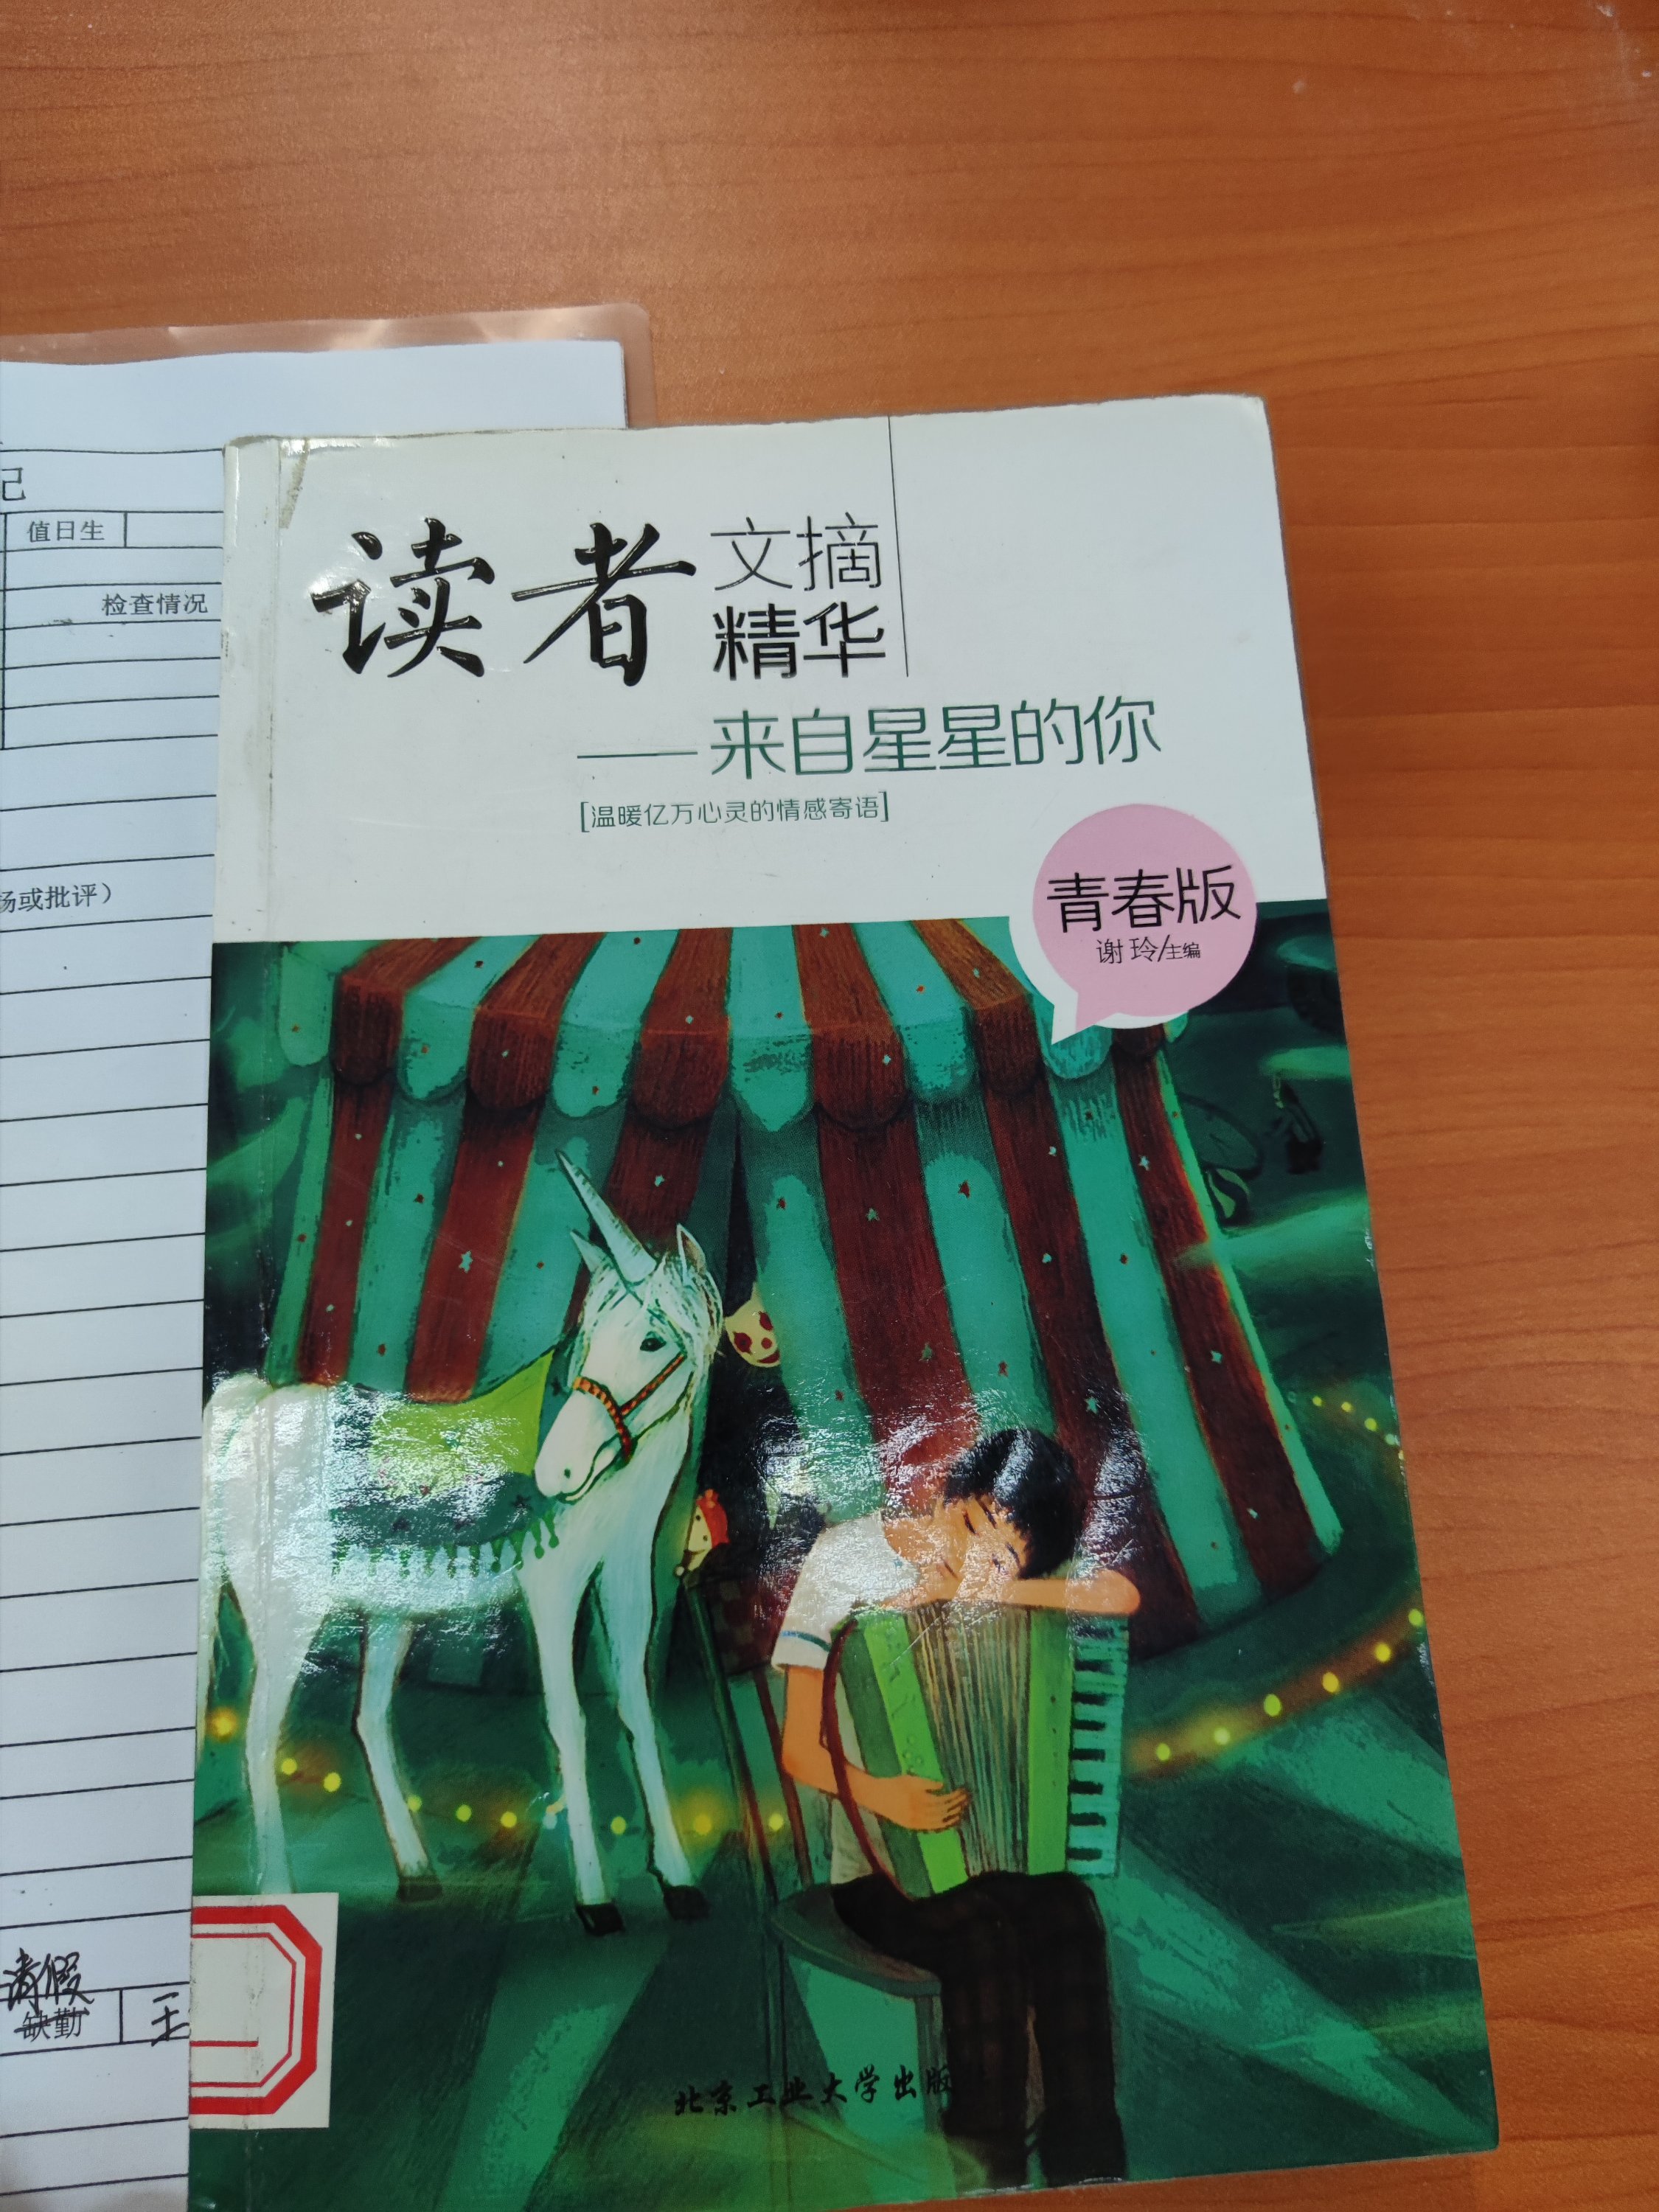 记
值日生
检查情况
扬或批评）
请假
缺勤
王
读者
文摘
精华
——来自星星的你
[温暖亿万心灵的情感寄语]
青春版
谢 玲/主编
北京工业大学出版